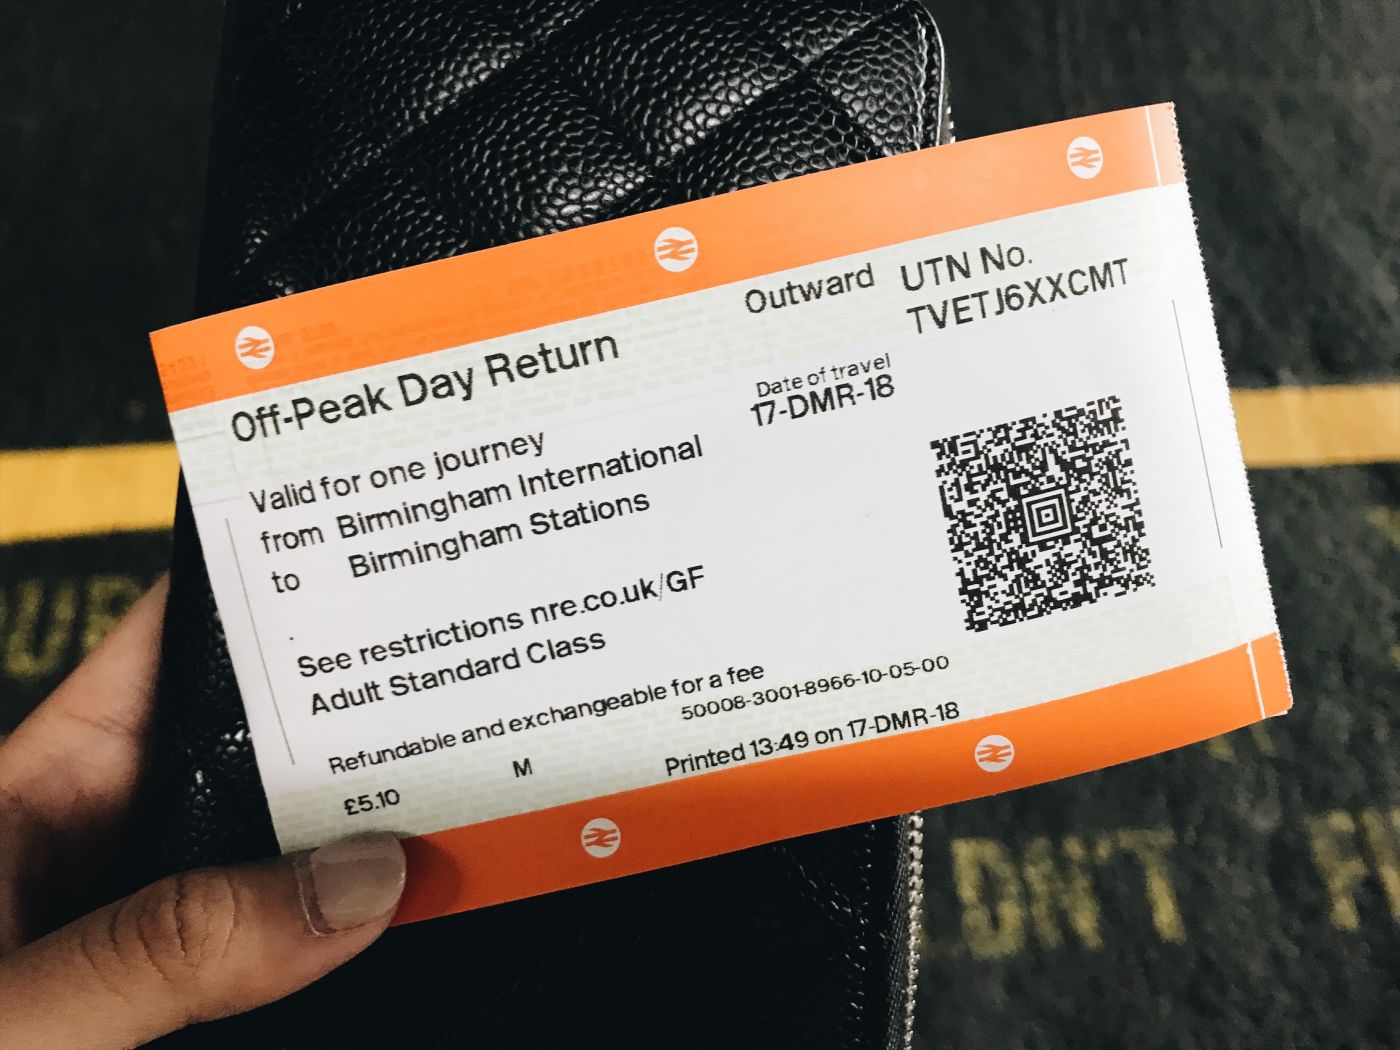 Off-Peak Day Return
Outward
UTN No.
TVETJ6XXCMT
Date of travel
17-DMR-18
Valid for one journey
from Birmingham International
to Birmingham Stations
.
See restrictions nre.co.uk/GF
Adult Standard Class
Refundable and exchangeable for a fee
50008-3001-8966-10-05-00
£5.10
M
Printed 13:49 on 17-DMR-18